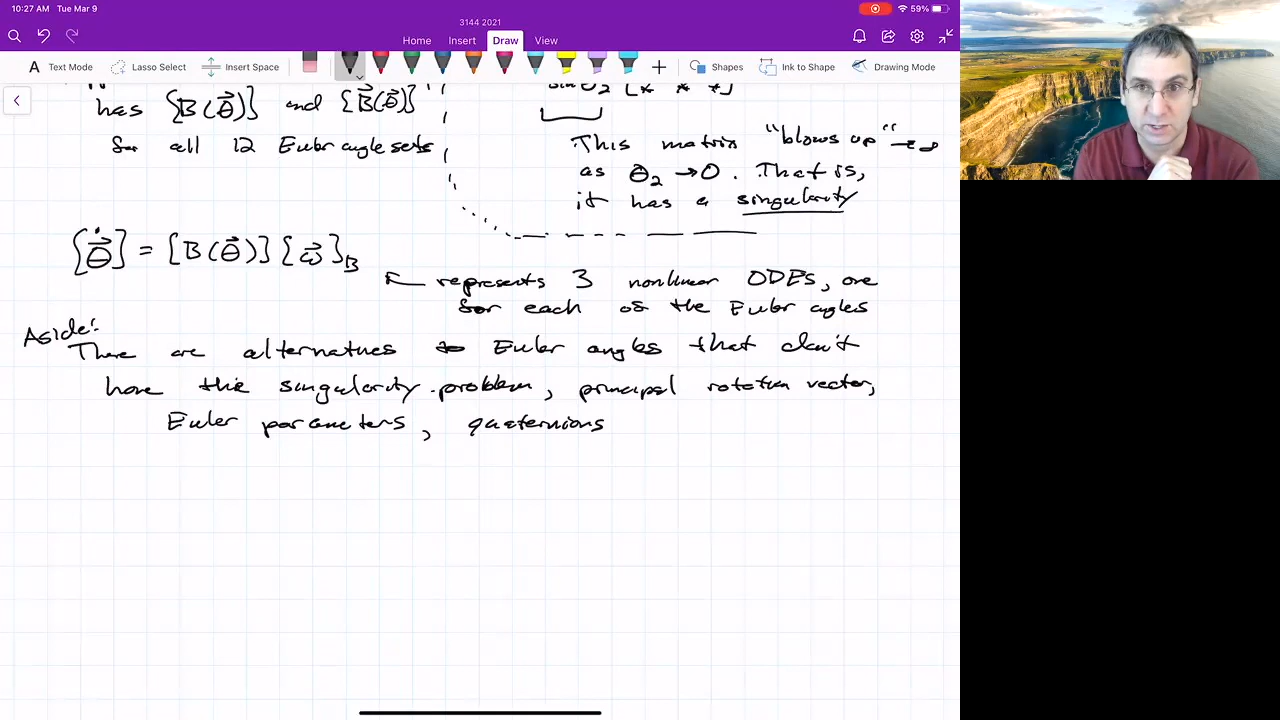 10:27 AM Tue Mar 9
59%
3144 2021
Home Insert Draw View
Text Mode
Lasso Select
Insert Space
Shapes
Ink to Shape
Drawing Mode
has [B(θ⃗)] and [B(θ⃗)]⁻¹
for all 12 Euler angle sets
sinθ₂ [* * *]
This matrix "blows up" → ∞
as θ₂ → 0. That is,
it has a singularity
[θ⃗̇] = [B(θ⃗)] [ω⃗]_B
represents 3 nonlinear ODEs, one
for each of the Euler angles
Aside:
There are alternatives to Euler angles that don't
have the singularity problem, principal rotation vector,
Euler parameters, quaternions